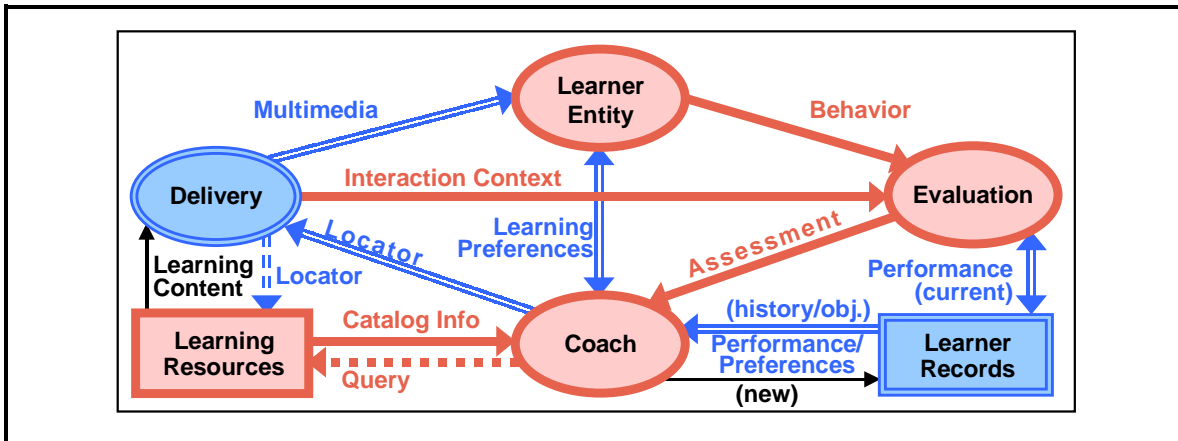 Learner
Entity
Multimedia
Behavior
Delivery
Interaction Context
Evaluation
Locator
Learning
Preferences
Assessment
Learning
Content
Locator
Performance
(current)
(history/obj.)
Learning
Resources
Catalog Info
Query
Coach
Performance/
Preferences
(new)
Learner
Records